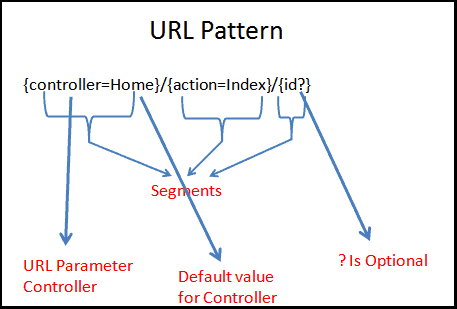 URL Pattern
{controller=Home}/{action=Index}/{id?}
Segments
URL Parameter
Controller
Default value
for Controller
? Is Optional